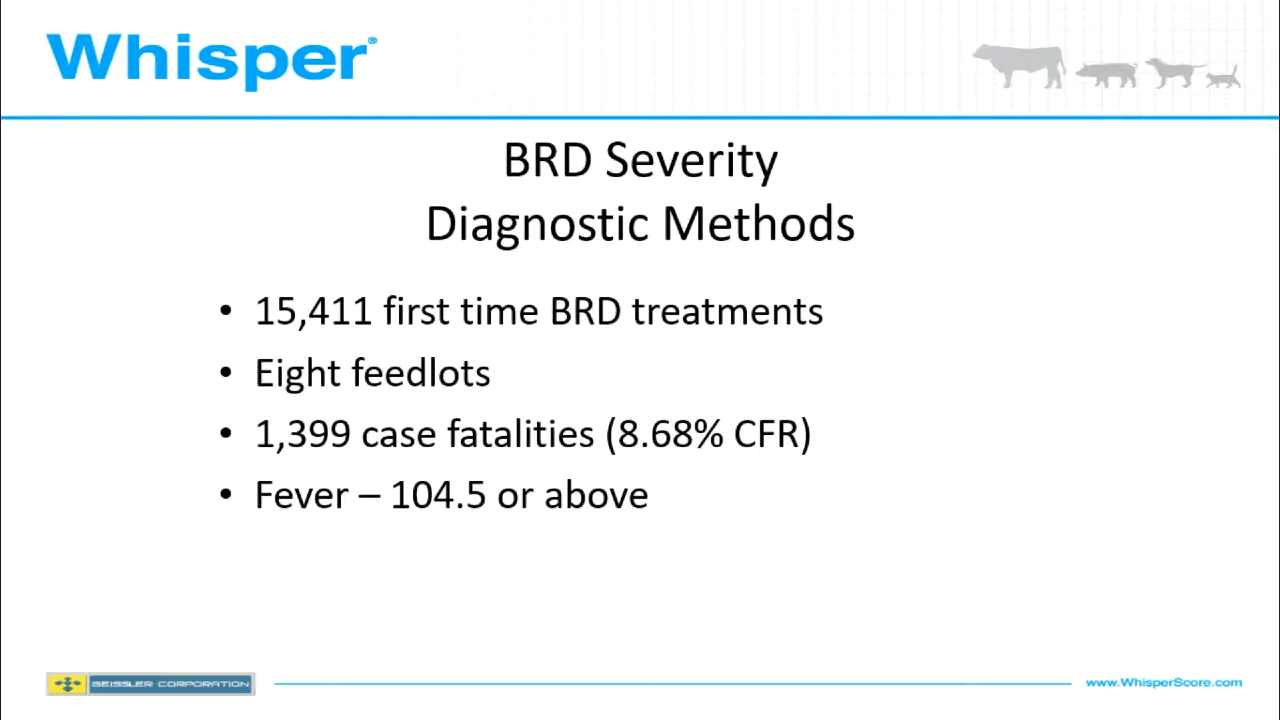 Whisper®
BRD Severity
Diagnostic Methods
• 15,411 first time BRD treatments
• Eight feedlots
• 1,399 case fatalities (8.68% CFR)
• Fever – 104.5 or above
GEISSLER CORPORATION
www.WhisperScore.com